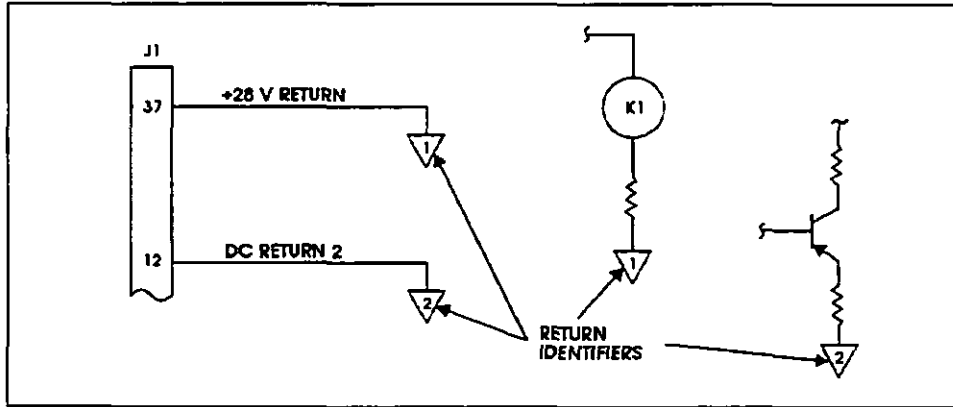 J1
37
+28 V RETURN
1
12
DC RETURN 2
2
K1
1
2
RETURN
IDENTIFIERS